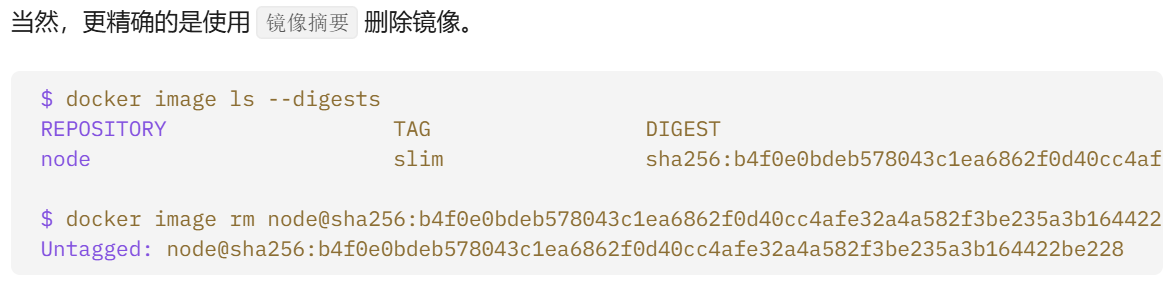 当然，更精确的是使用 镜像摘要 删除镜像。
$ docker image ls --digests
REPOSITORY TAG DIGEST
node slim sha256:b4f0e0bdeb578043c1ea6862f0d40cc4af
$ docker image rm node@sha256:b4f0e0bdeb578043c1ea6862f0d40cc4afe32a4a582f3be235a3b164422
Untagged: node@sha256:b4f0e0bdeb578043c1ea6862f0d40cc4afe32a4a582f3be235a3b164422be228